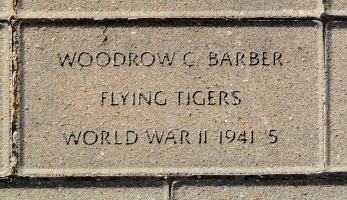 WOODROW C. BARBER
FLYING TIGERS
WORLD WAR II 1941 5